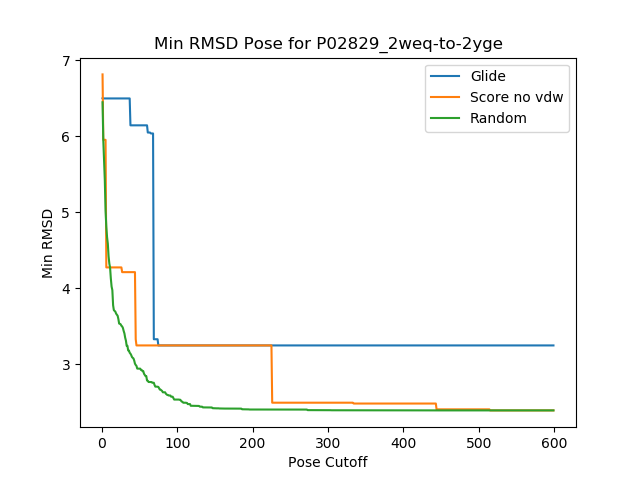 Min RMSD Pose for P02829_2weq-to-2yge
Glide
Score no vdw
Random
7
6
5
4
3
Min RMSD
0 100 200 300 400 500 600
Pose Cutoff